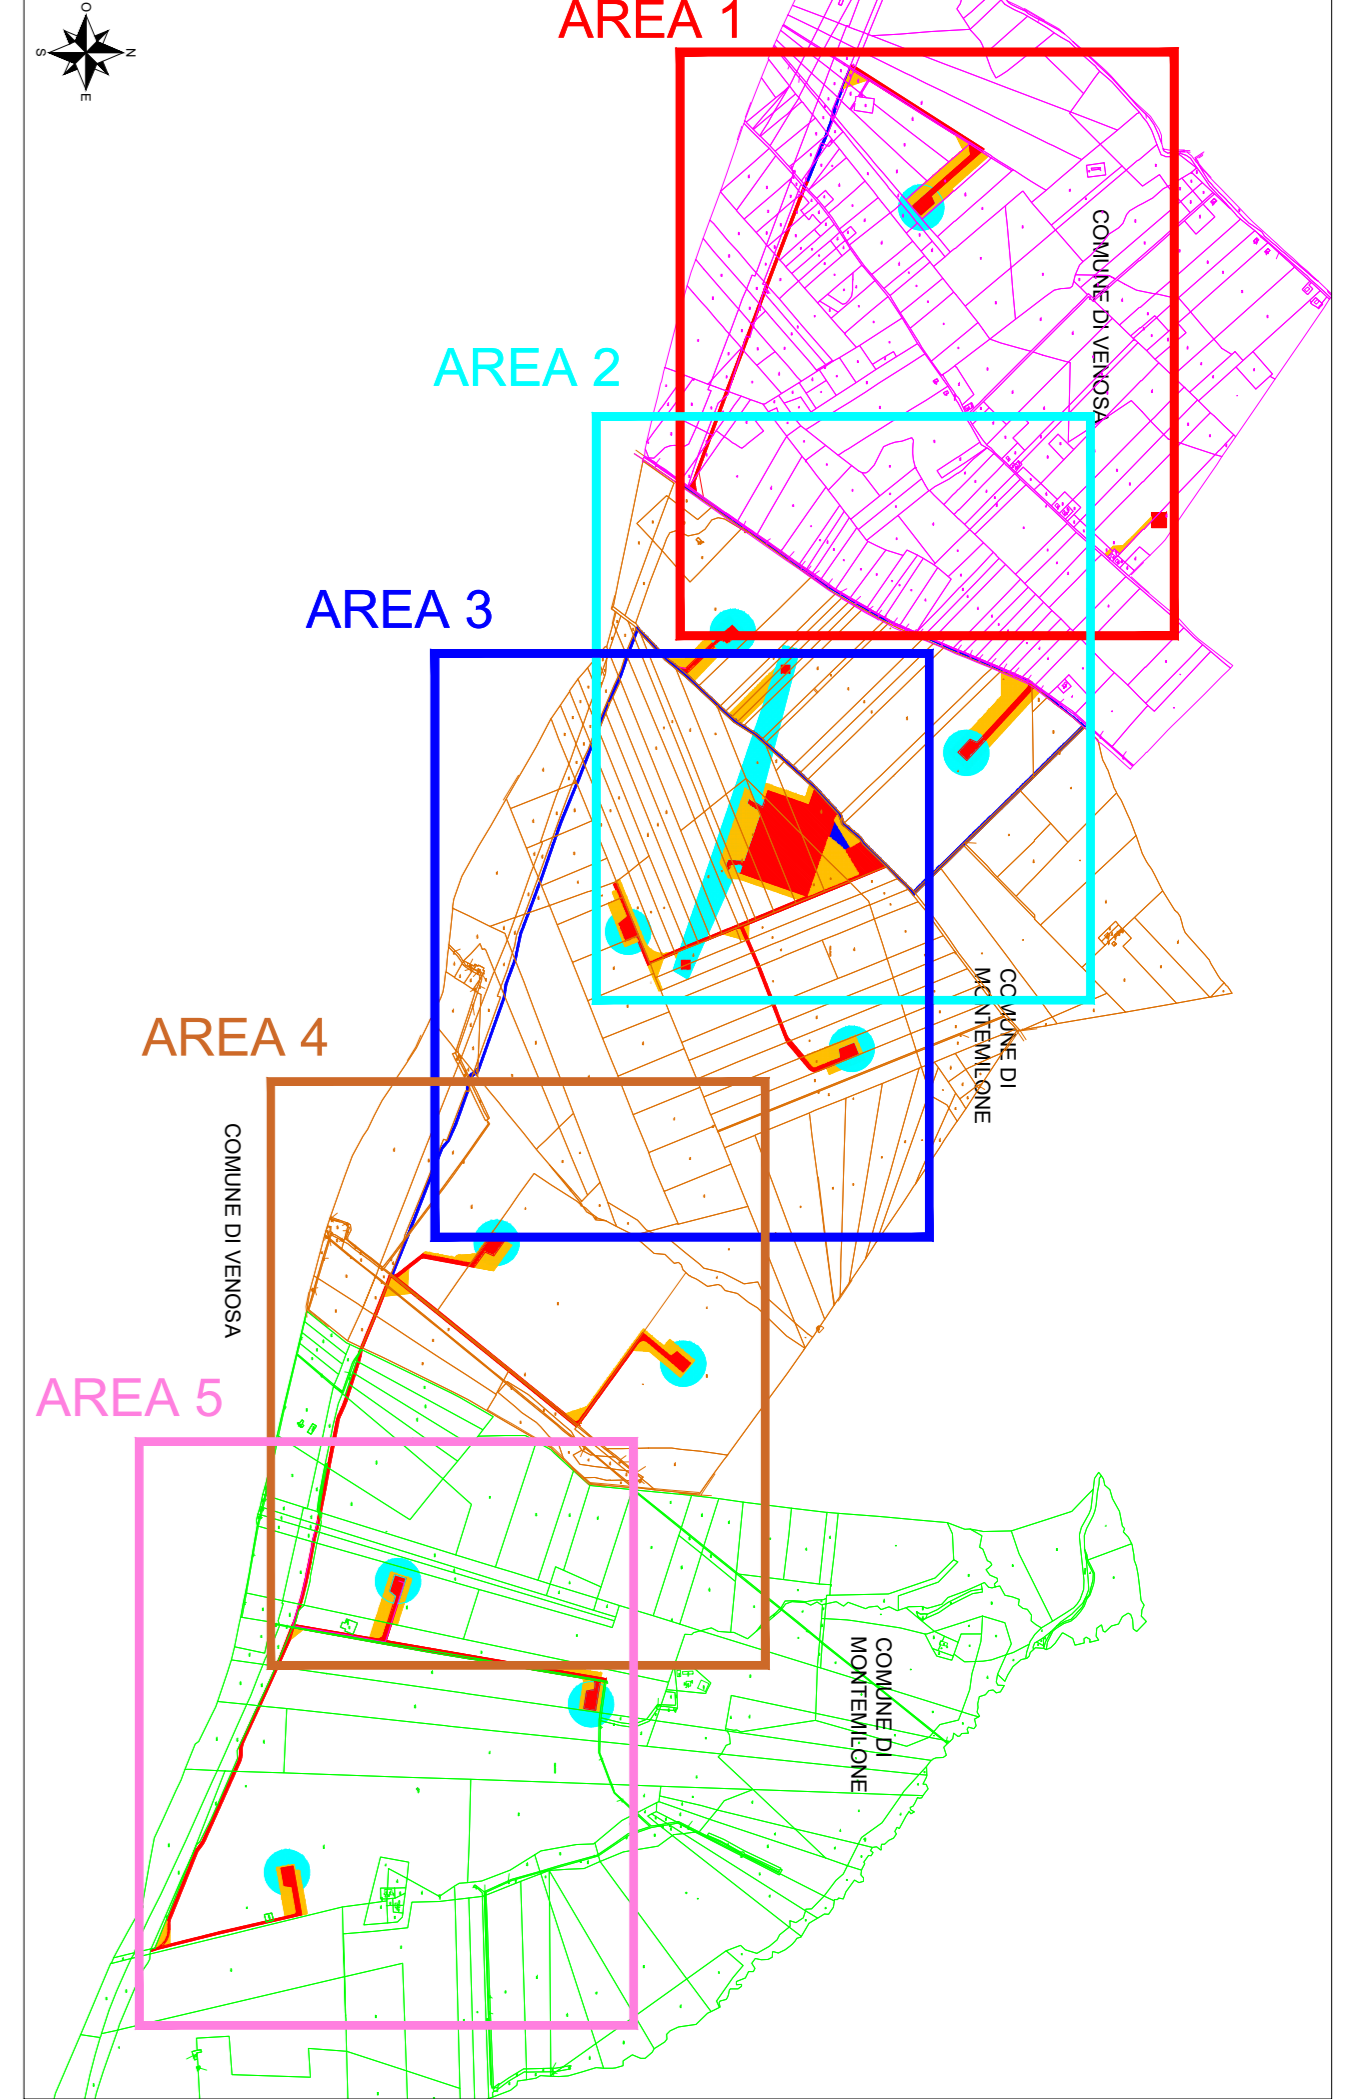 O
S
N
E
AREA 1
COMUNE DI VENOSA
AREA 2
AREA 3
COMUNE DI
MONTEMILONE
AREA 4
COMUNE DI VENOSA
AREA 5
COMUNE DI
MONTEMILONE